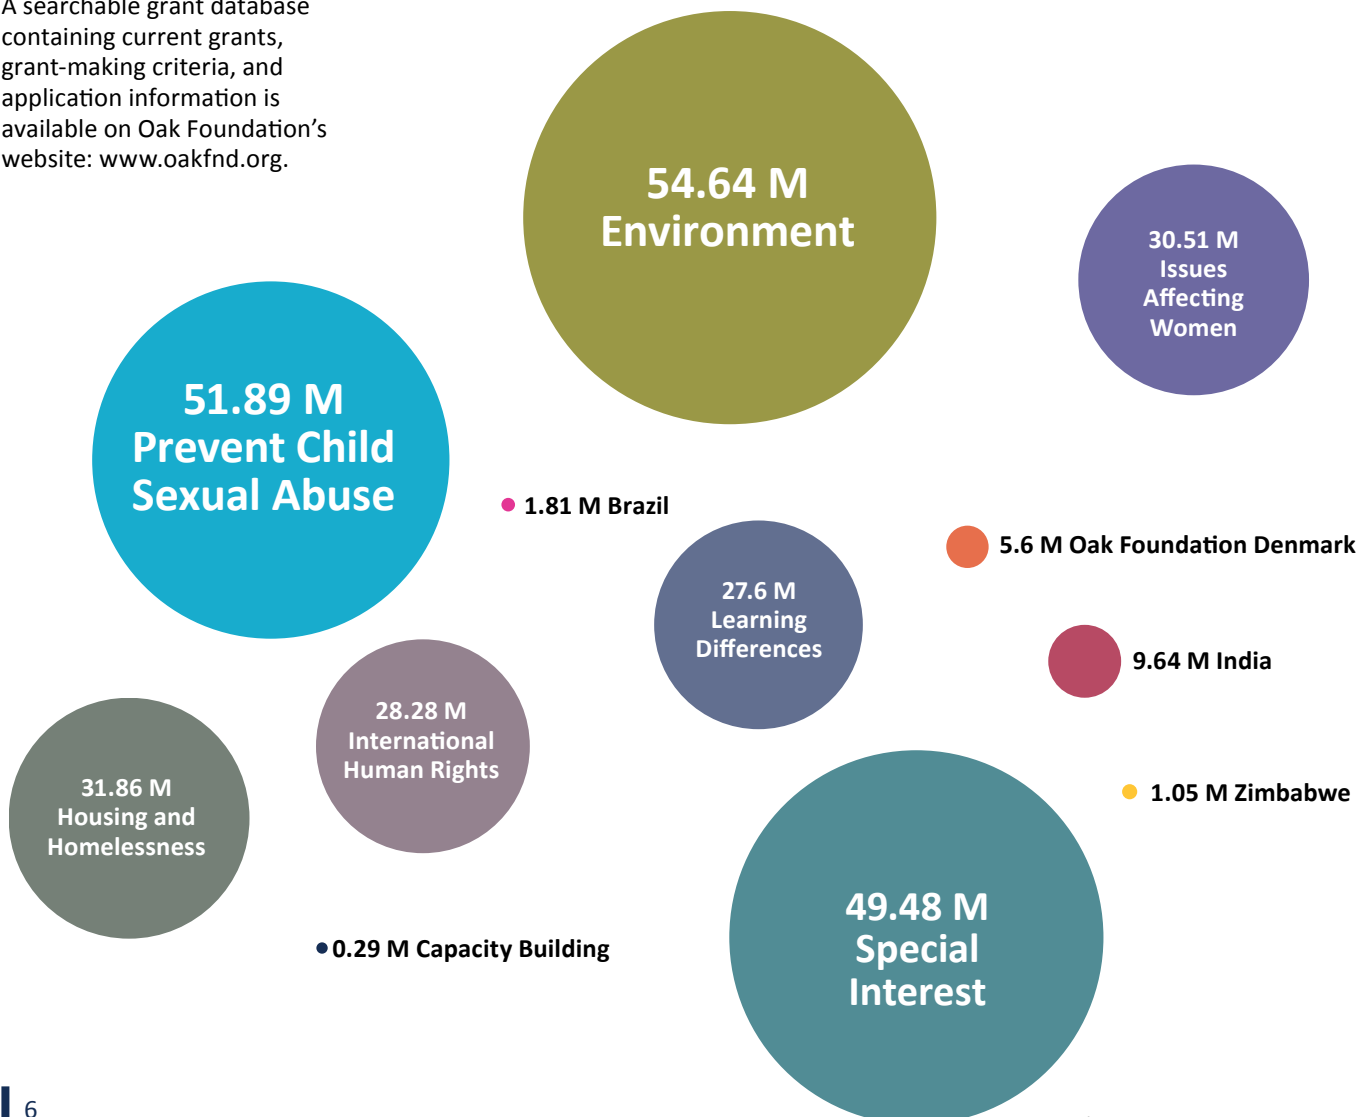 A searchable grant database
containing current grants,
grant-making criteria, and
application information is
available on Oak Foundation’s
website: www.oakfnd.org.
54.64 M
Environment
30.51 M
Issues
Affecting
Women
51.89 M
Prevent Child
Sexual Abuse
1.81 M Brazil
5.6 M Oak Foundation Denmark
27.6 M
Learning
Differences
9.64 M India
28.28 M
International
Human Rights
31.86 M
Housing and
Homelessness
1.05 M Zimbabwe
49.48 M
Special
Interest
0.29 M Capacity Building
6